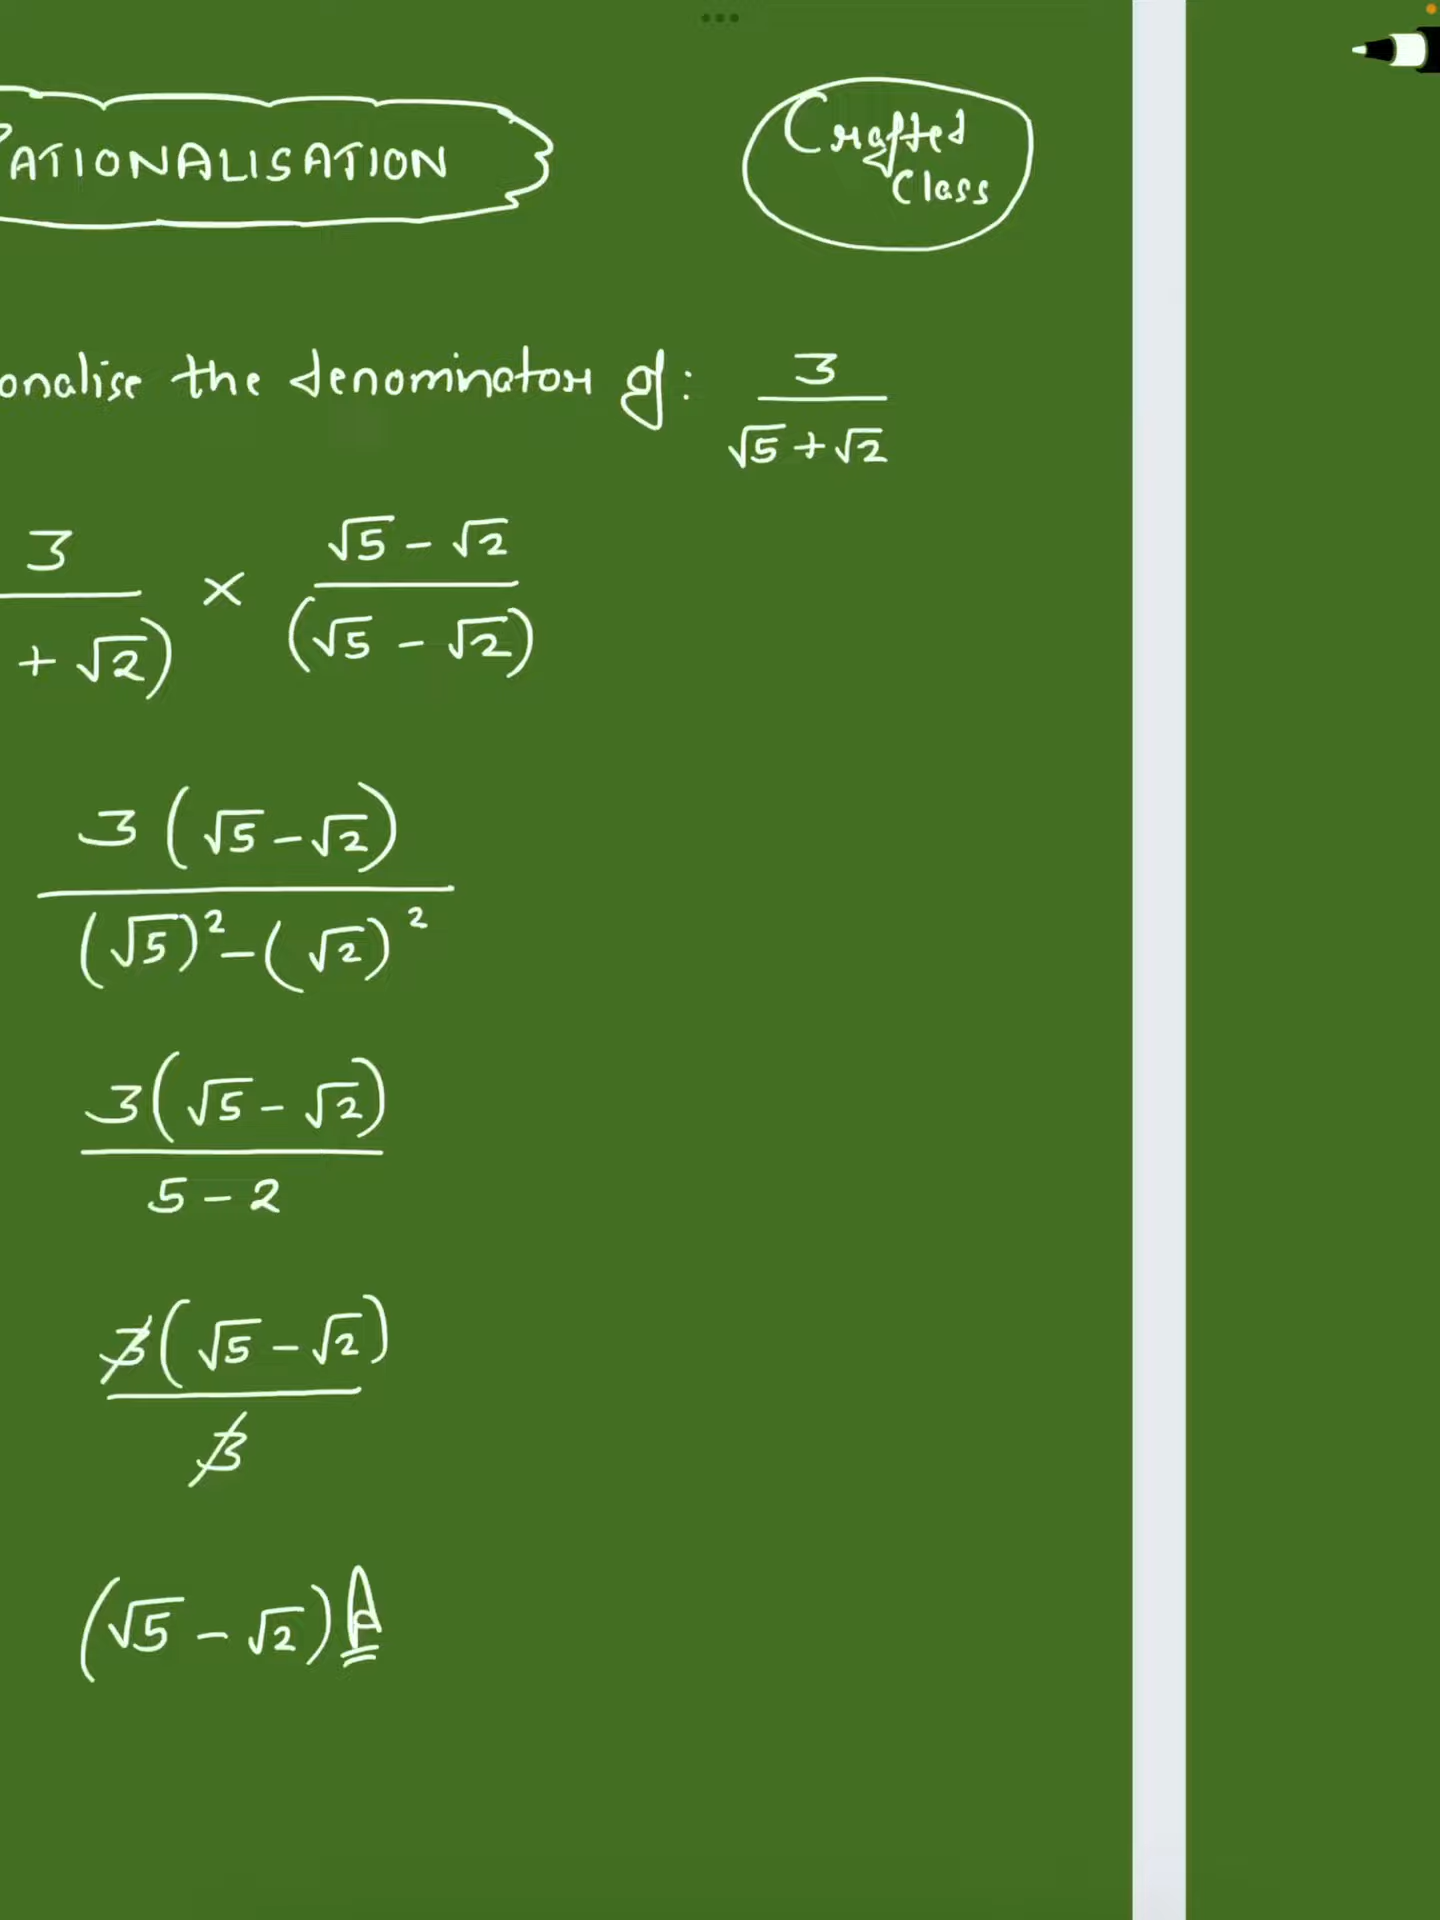 RATIONALISATION
Crafted
Class
onalise the denominator of: 3
√5 + √2
3 × √5 - √2
+ √2) (√5 - √2)
3 (√5 - √2)
(√5)² - (√2)²
3 (√5 - √2)
5 - 2
3 (√5 - √2)
3
(√5 - √2)